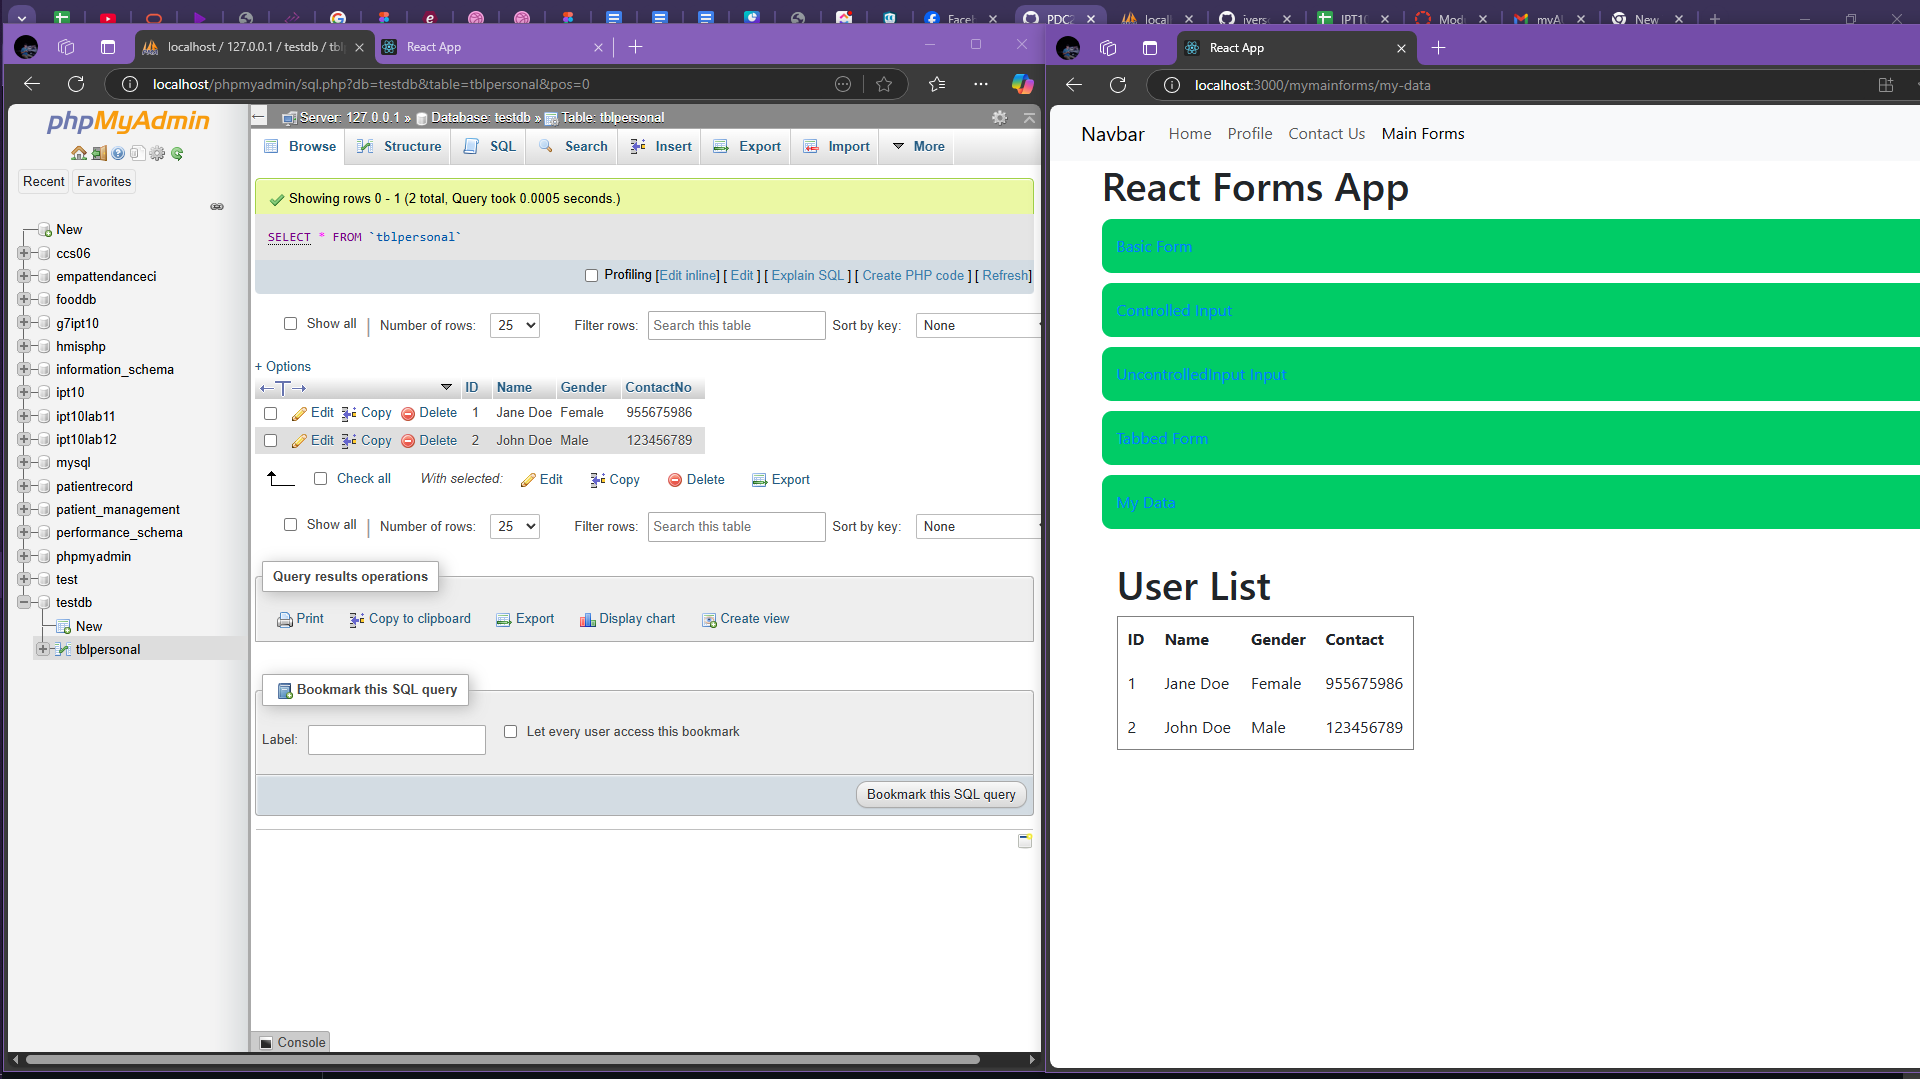 Face
PDC2
local
ivers
IPT1
Mod
myA
New
localhost / 127.0.0.1 / testdb / tbl
React App
localhost/phpmyadmin/sql.php?db=testdb&table=tblpersonal&pos=0
phpMyAdmin
Recent
Favorites
New
ccs06
empattendanceci
fooddb
g7ipt10
hmisphp
information_schema
ipt10
ipt10lab11
ipt10lab12
mysql
patientrecord
patient_management
performance_schema
phpmyadmin
test
testdb
New
tblpersonal
Server: 127.0.0.1 » Database: testdb » Table: tblpersonal
Browse Structure SQL Search Insert Export Import More
Showing rows 0 - 1 (2 total, Query took 0.0005 seconds.)
SELECT * FROM `tblpersonal`
Profiling [Edit inline] [ Edit ] [ Explain SQL ] [ Create PHP code ] [ Refresh]
Show all | Number of rows: 25 Filter rows: Search this table Sort by key: None
+ Options
←T→ ID Name Gender ContactNo
Edit Copy Delete 1 Jane Doe Female 955675986
Edit Copy Delete 2 John Doe Male 123456789
Check all With selected: Edit Copy Delete Export
Show all | Number of rows: 25 Filter rows: Search this table Sort by key: None
Query results operations
Print Copy to clipboard Export Display chart Create view
Bookmark this SQL query
Label: Let every user access this bookmark
Bookmark this SQL query
Console
React App
localhost:3000/mymainforms/my-data
Navbar Home Profile Contact Us Main Forms
React Forms App
Basic Form
Controlled Input
UncontrolledInput Input
Tabbed Form
My Data
User List
ID Name Gender Contact
1 Jane Doe Female 955675986
2 John Doe Male 123456789